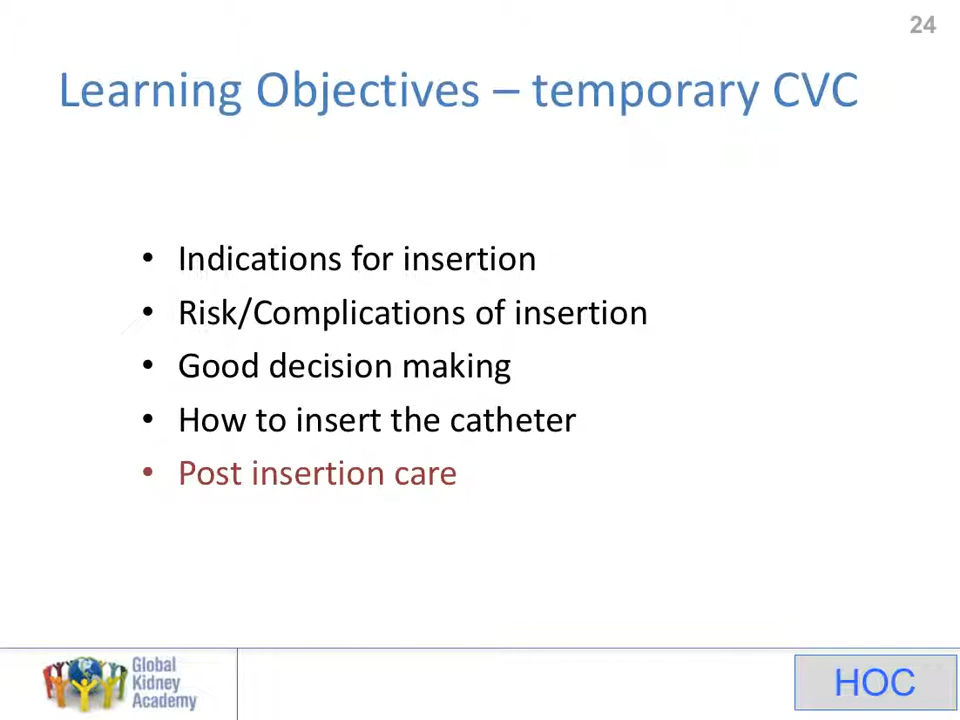 24
Learning Objectives – temporary CVC
• Indications for insertion
• Risk/Complications of insertion
• Good decision making
• How to insert the catheter
• Post insertion care
Global
Kidney
Academy
HOC